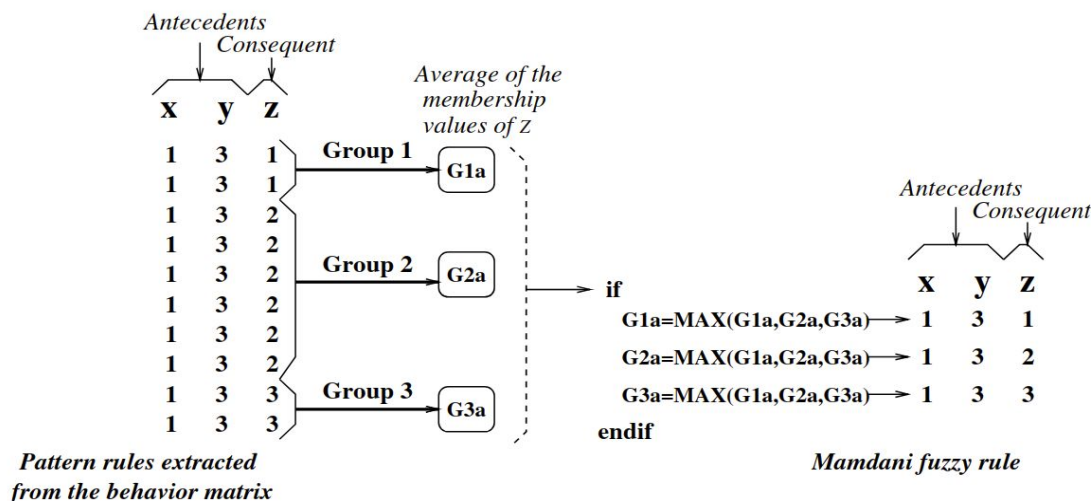 Antecedents
Consequent
x y z
1 3 1
1 3 1
1 3 2
1 3 2
1 3 2
1 3 2
1 3 2
1 3 2
1 3 3
1 3 3
Pattern rules extracted
from the behavior matrix
Group 1
Group 2
Group 3
Average of the
membership
values of Z
G1a
G2a
G3a
if
G1a=MAX(G1a,G2a,G3a)
G2a=MAX(G1a,G2a,G3a)
G3a=MAX(G1a,G2a,G3a)
endif
Antecedents
Consequent
x y z
1 3 1
1 3 2
1 3 3
Mamdani fuzzy rule